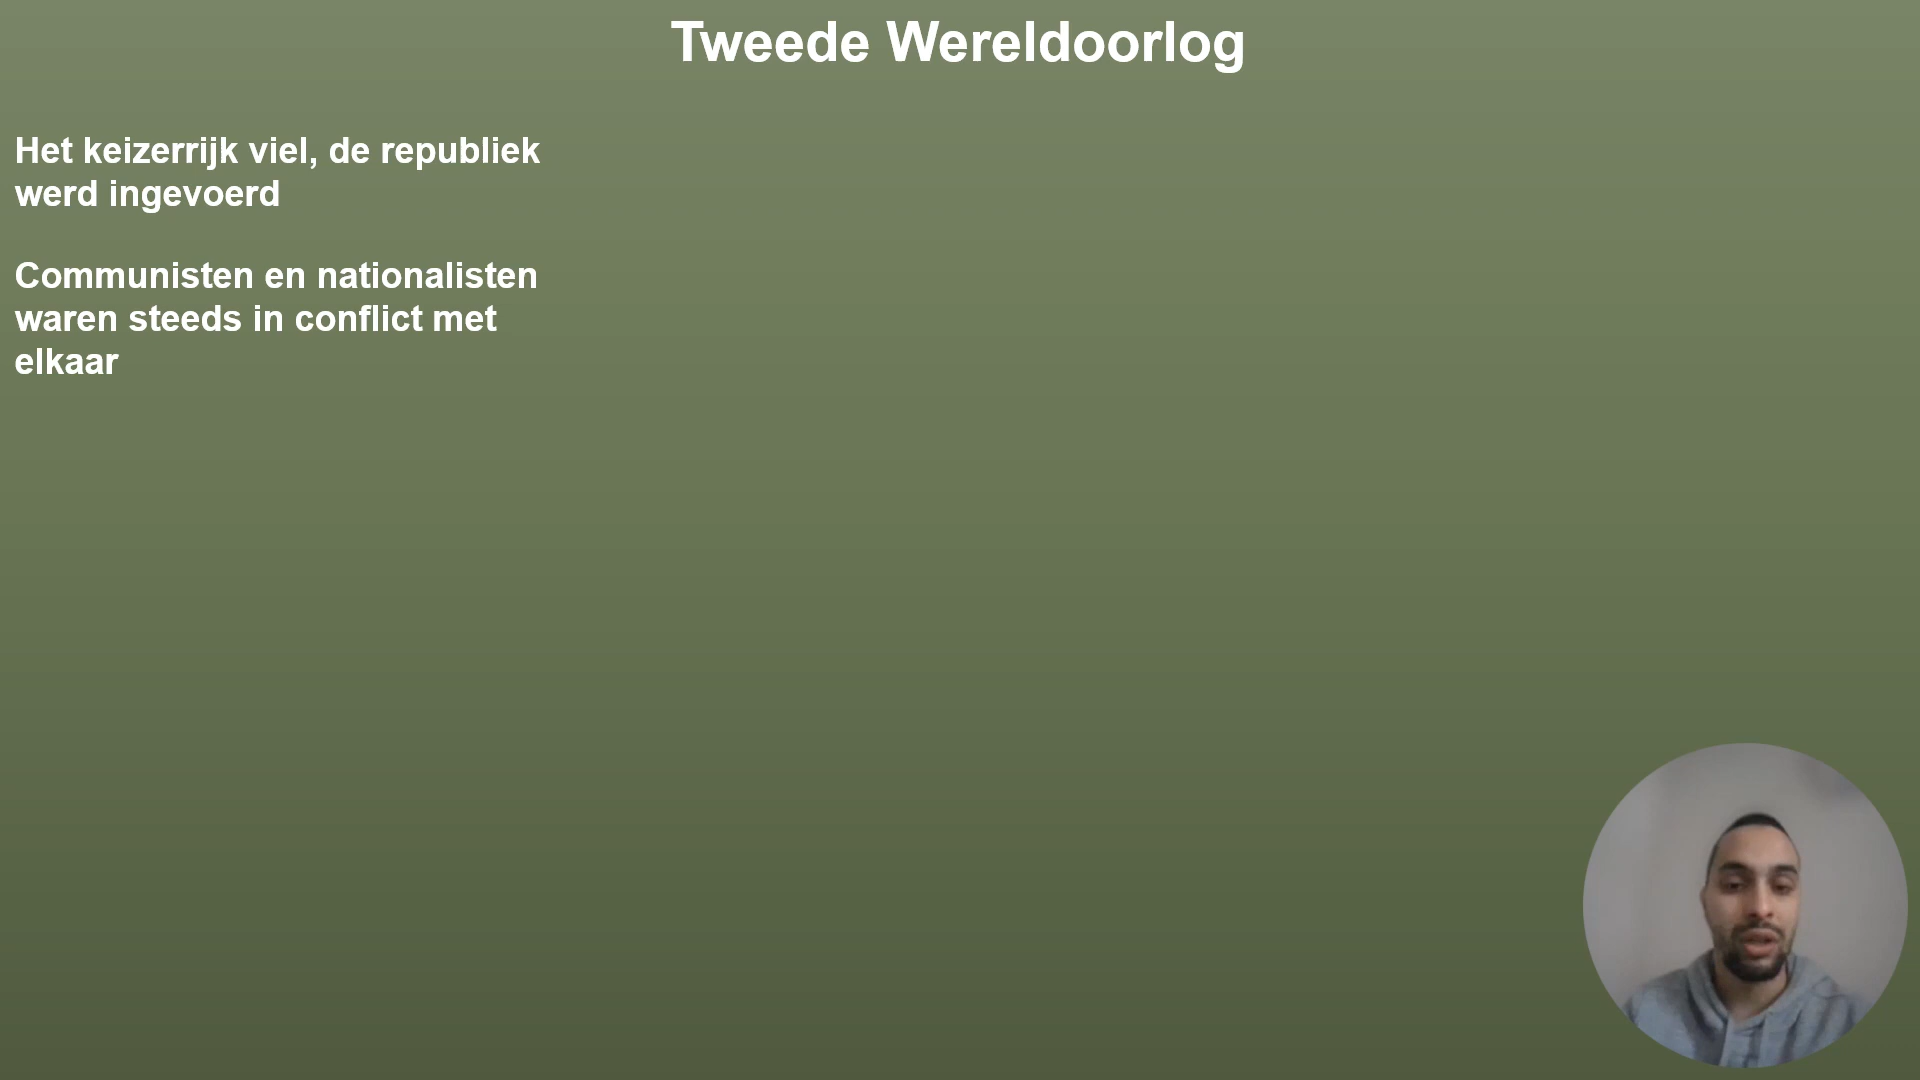 Tweede Wereldoorlog
Het keizerrijk viel, de republiek
werd ingevoerd
Communisten en nationalisten
waren steeds in conflict met
elkaar